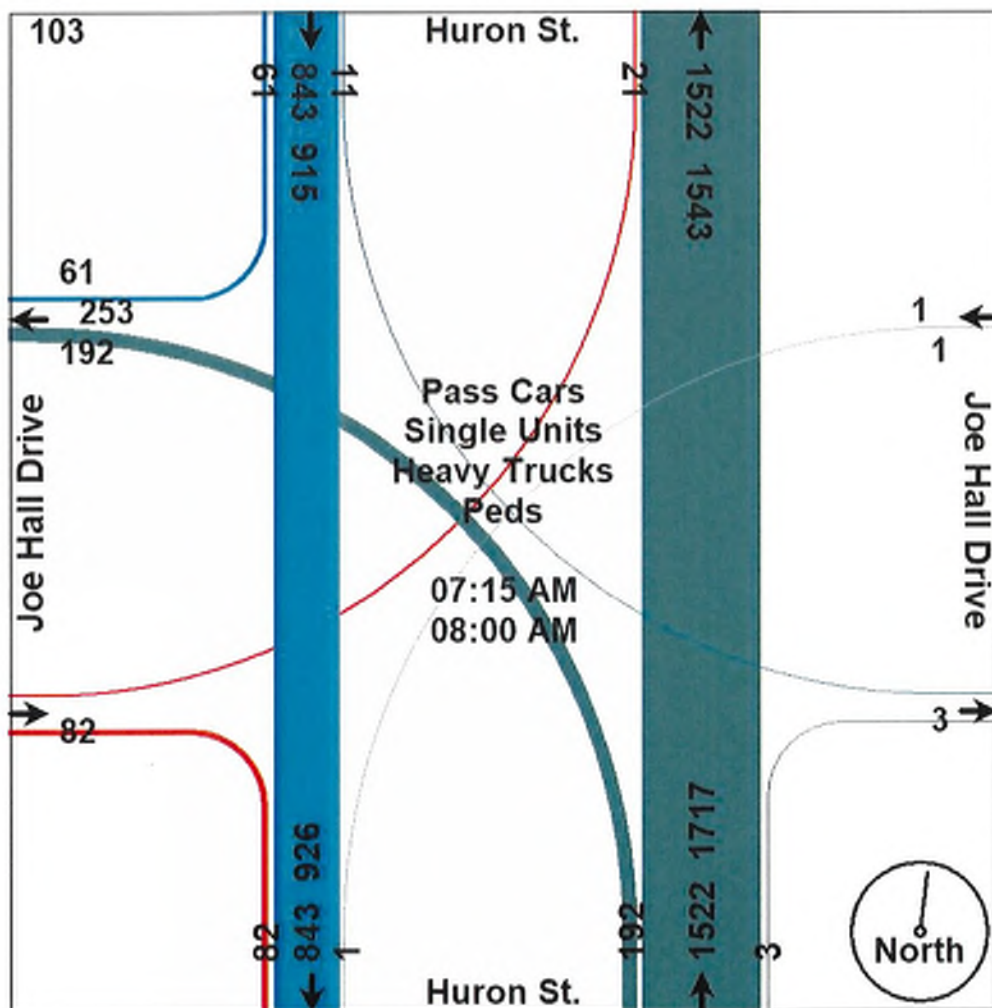 103
Huron St.
61
843 915
11
21
1522 1543
61
253
192
1
1
Joe Hall Drive
Pass Cars
Single Units
Heavy Trucks
Peds
Joe Hall Drive
07:15 AM
08:00 AM
82
3
82
843 926
1
192
1522 1717
3
North
Huron St.